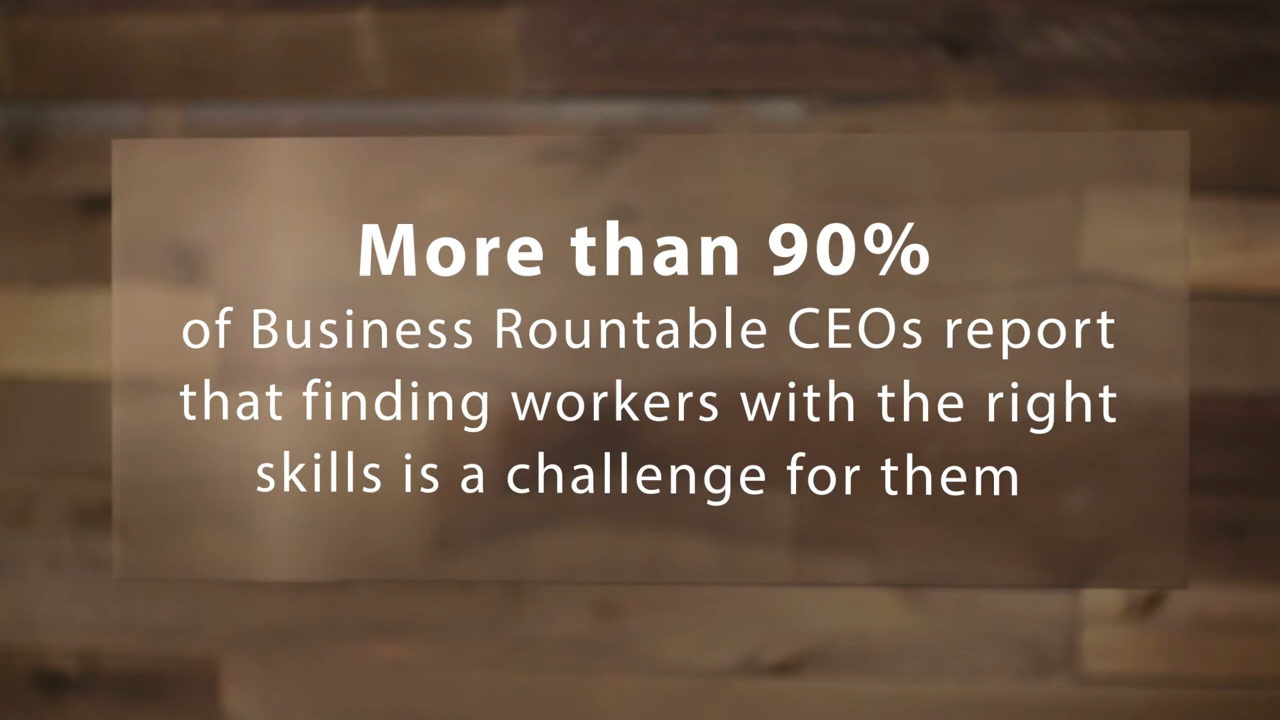 More than 90%
of Business Rountable CEOs report
that finding workers with the right
skills is a challenge for them